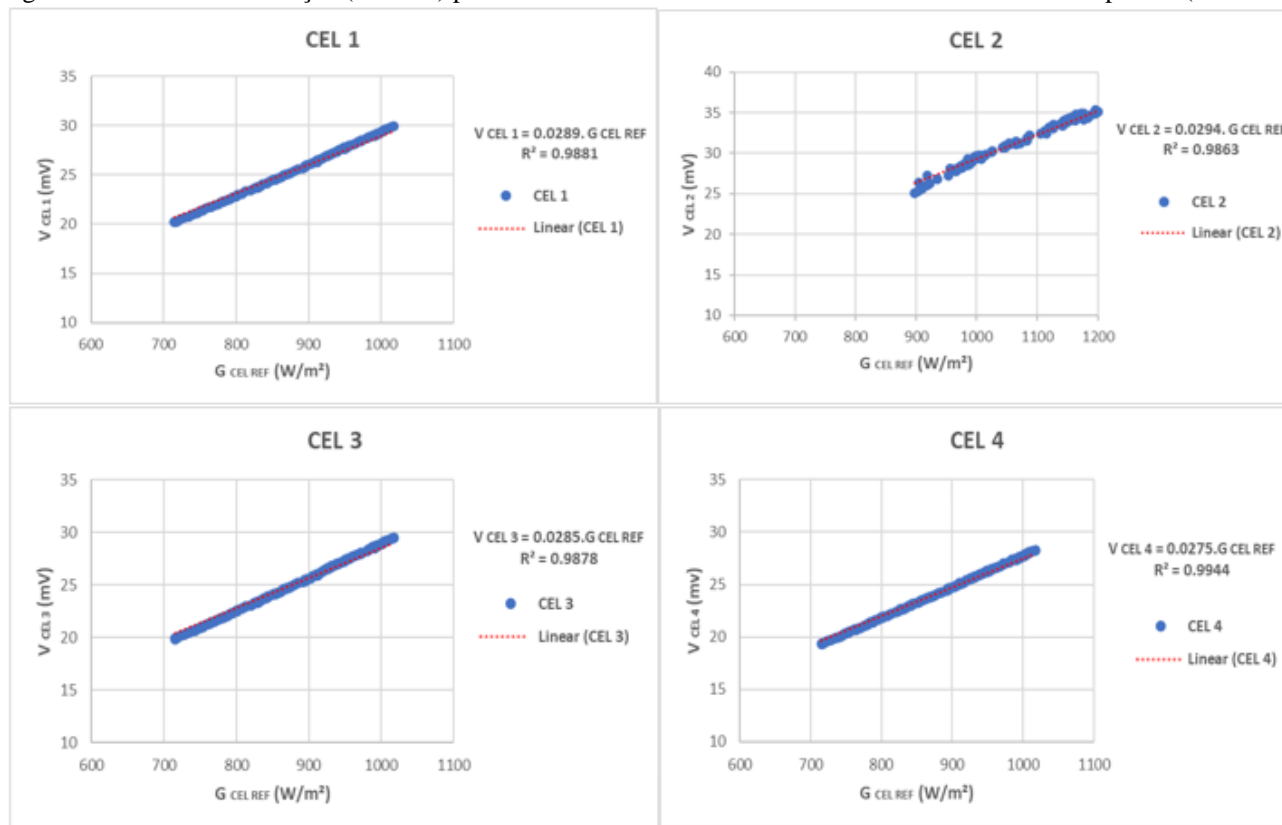 CEL 1
35
30
25
20
15
10
600 700 800 900 1000 1100
V CEL 1 (mV)
G CEL REF (W/m²)
V CEL 1 = 0.0289. G CEL REF
R² = 0.9881
CEL 1
Linear (CEL 1)
CEL 2
40
35
30
25
20
15
10
600 700 800 900 1000 1100 1200
V CEL 2 (mV)
G CEL REF (W/m²)
V CEL 2 = 0.0294. G CEL REF
R² = 0.9863
CEL 2
Linear (CEL 2)
CEL 3
35
30
25
20
15
10
600 700 800 900 1000 1100
V CEL 3 (mv)
G CEL REF (W/m²)
V CEL 3 = 0.0285.G CEL REF
R² = 0.9878
CEL 3
Linear (CEL 3)
CEL 4
35
30
25
20
15
10
600 700 800 900 1000 1100
V CEL 4 (mv)
G CEL REF (W/m²)
V CEL 4 = 0.0275.G CEL REF
R² = 0.9944
CEL 4
Linear (CEL 4)